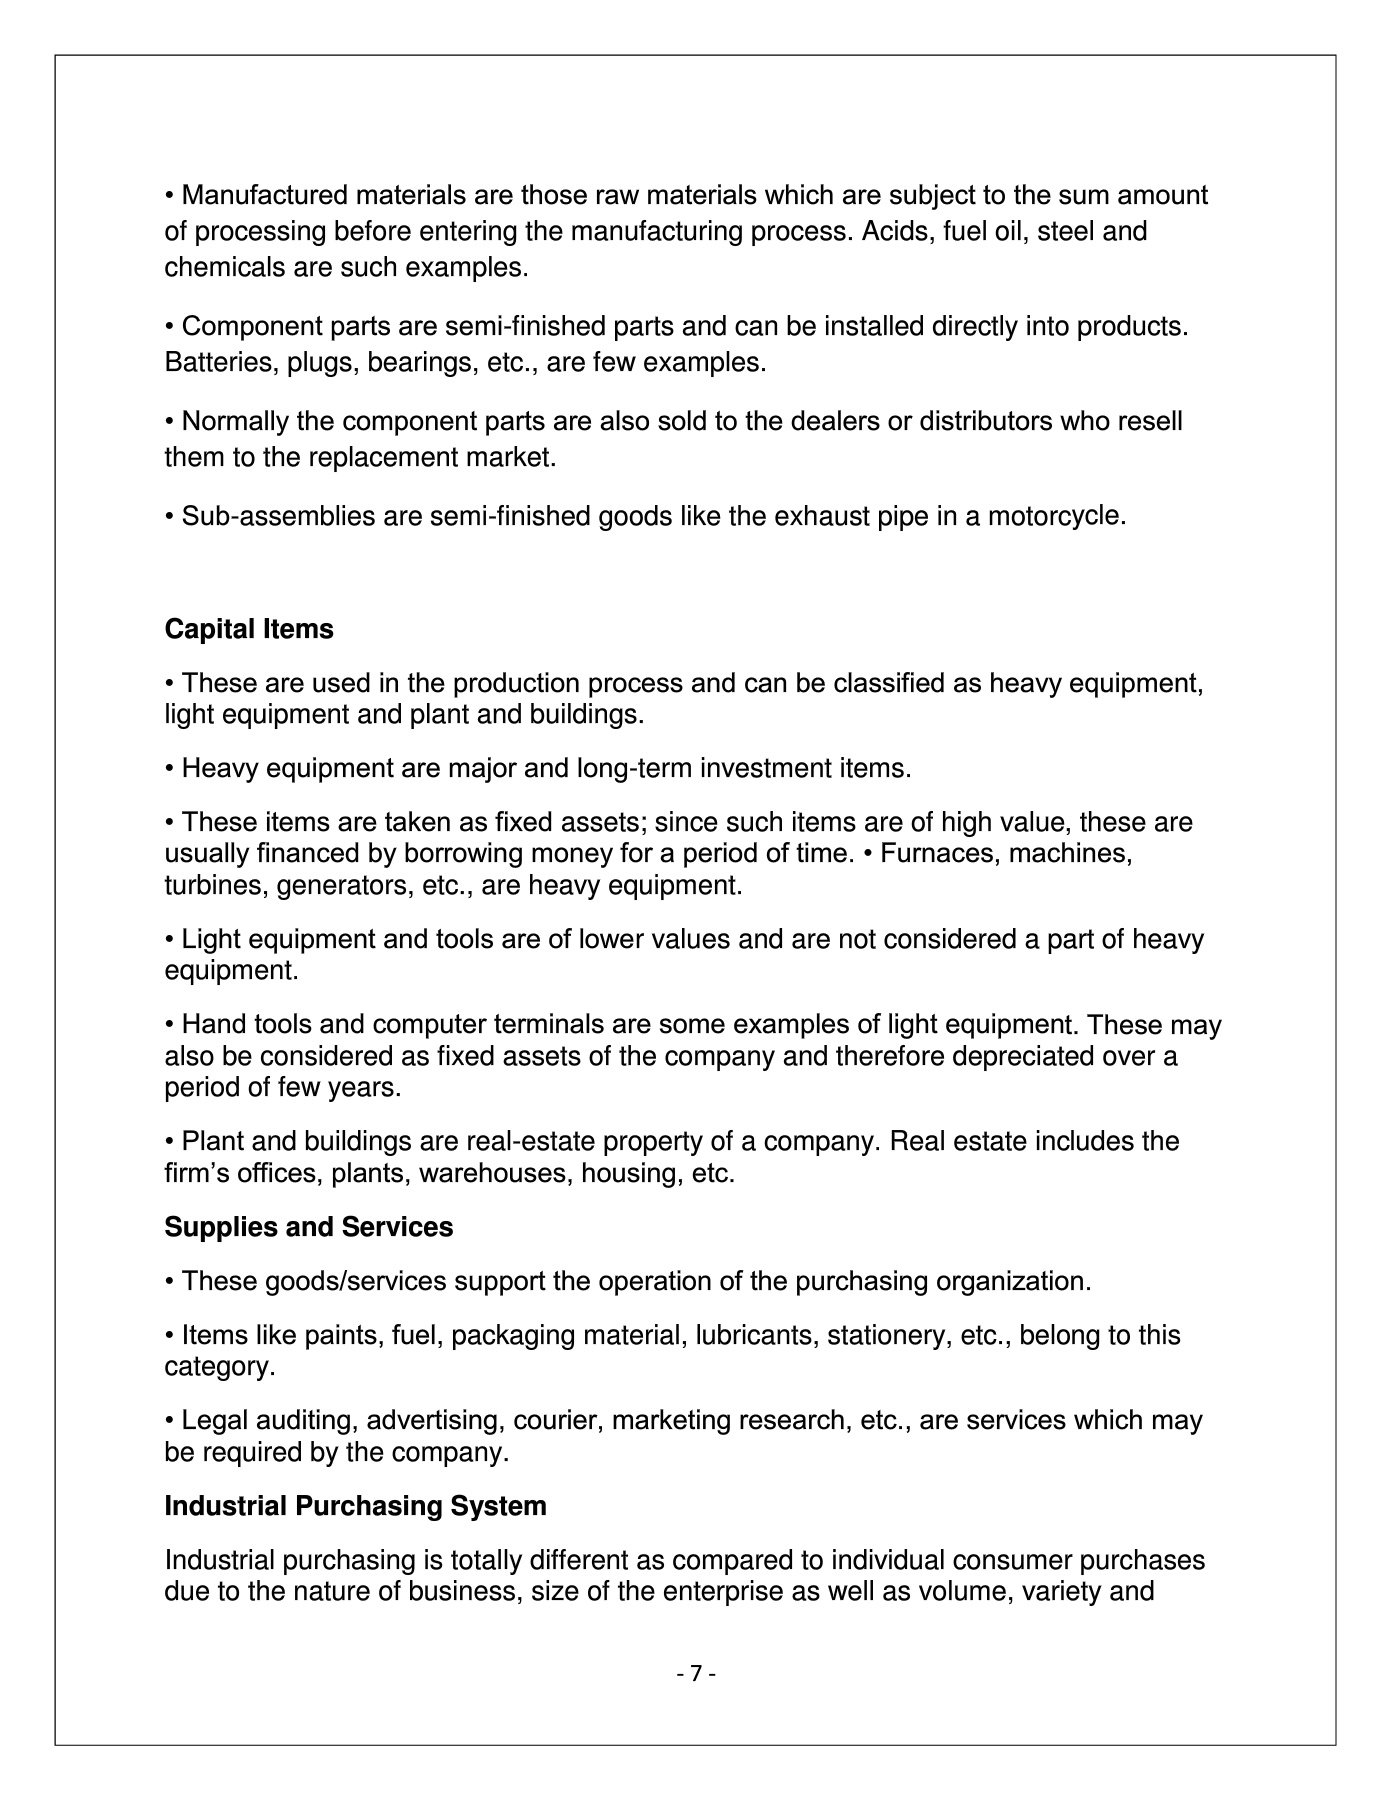 • Manufactured materials are those raw materials which are subject to the sum amount
of processing before entering the manufacturing process. Acids, fuel oil, steel and
chemicals are such examples.
• Component parts are semi-finished parts and can be installed directly into products.
Batteries, plugs, bearings, etc., are few examples.
• Normally the component parts are also sold to the dealers or distributors who resell
them to the replacement market.
• Sub-assemblies are semi-finished goods like the exhaust pipe in a motorcycle.
Capital Items
• These are used in the production process and can be classified as heavy equipment,
light equipment and plant and buildings.
• Heavy equipment are major and long-term investment items.
• These items are taken as fixed assets; since such items are of high value, these are
usually financed by borrowing money for a period of time. • Furnaces, machines,
turbines, generators, etc., are heavy equipment.
• Light equipment and tools are of lower values and are not considered a part of heavy
equipment.
• Hand tools and computer terminals are some examples of light equipment. These may
also be considered as fixed assets of the company and therefore depreciated over a
period of few years.
• Plant and buildings are real-estate property of a company. Real estate includes the
firm’s offices, plants, warehouses, housing, etc.
Supplies and Services
• These goods/services support the operation of the purchasing organization.
• Items like paints, fuel, packaging material, lubricants, stationery, etc., belong to this
category.
• Legal auditing, advertising, courier, marketing research, etc., are services which may
be required by the company.
Industrial Purchasing System
Industrial purchasing is totally different as compared to individual consumer purchases
due to the nature of business, size of the enterprise as well as volume, variety and
- 7 -